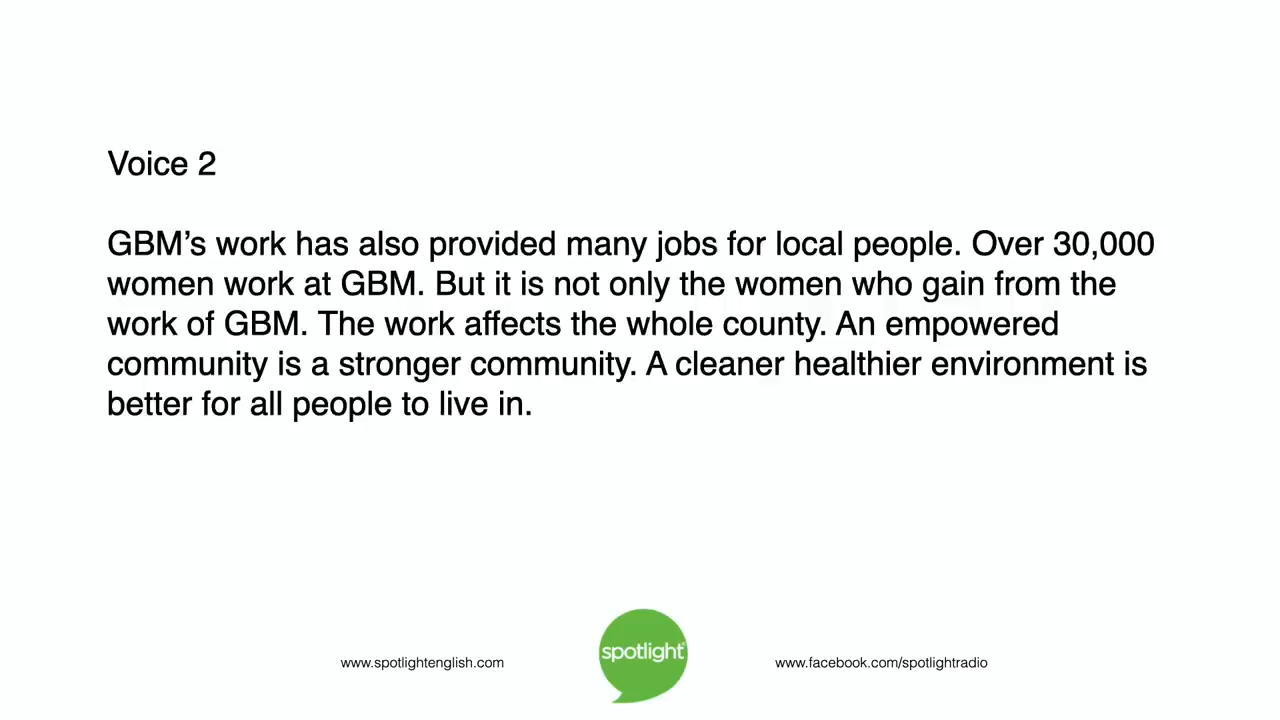 Voice 2
GBM’s work has also provided many jobs for local people. Over 30,000
women work at GBM. But it is not only the women who gain from the
work of GBM. The work affects the whole county. An empowered
community is a stronger community. A cleaner healthier environment is
better for all people to live in.
www.spotlightenglish.com
spotlight
www.facebook.com/spotlightradio